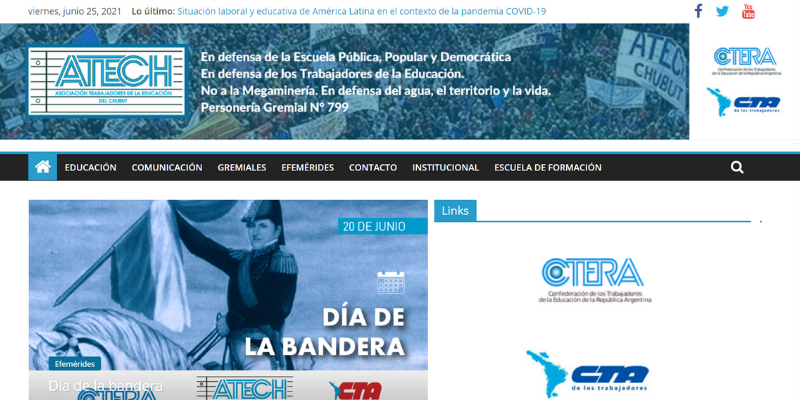 viernes, junio 25, 2021 Lo último: Situación laboral y educativa de América Latina en el contexto de la pandemia COVID-19
You
Tube
ATECH
ASOCIACIÓN TRABAJADORES DE LA EDUCACIÓN
DEL CHUBUT
En defensa de la Escuela Pública, Popular y Democrática
En defensa de los Trabajadores de la Educación.
No a la Megaminería. En defensa del agua, el territorio y la vida.
Personería Gremial N° 799
ATECH
CHUBUT
CTERA
Confederación de los Trabajadores
de la Educación de la República Argentina
CTA
de los trabajadores
EDUCACIÓN COMUNICACIÓN GREMIALES EFEMÉRIDES CONTACTO INSTITUCIONAL ESCUELA DE FORMACIÓN
20 DE JUNIO
DÍA DE
LA BANDERA
Efemérides
Día de la bandera
CTERA
ATECH
CTA
Links
CTERA
Confederación de los Trabajadores
de la Educación de la República Argentina
CTA
de los trabajadores